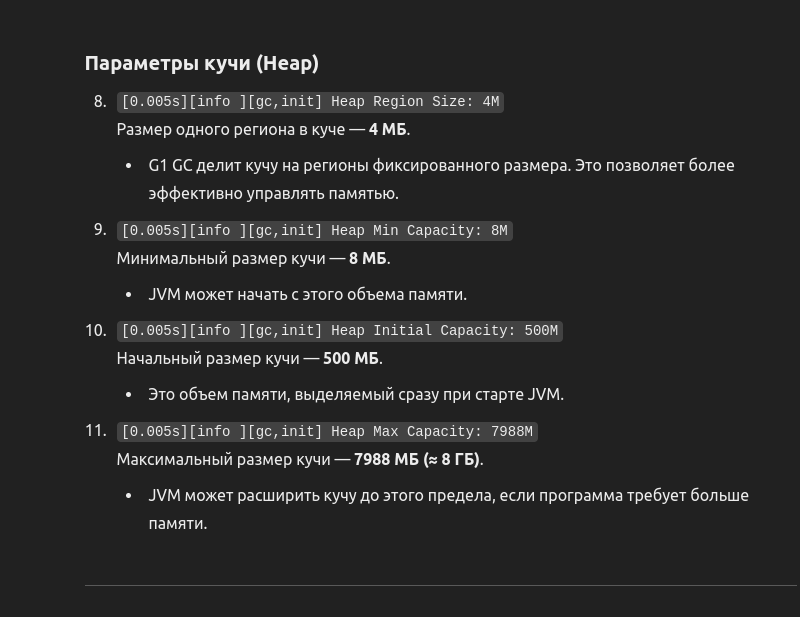 Параметры кучи (Heap)
8. [0.005s][info ][gc,init] Heap Region Size: 4M
Размер одного региона в куче — 4 МБ.
• G1 GC делит кучу на регионы фиксированного размера. Это позволяет более
эффективно управлять памятью.
9. [0.005s][info ][gc,init] Heap Min Capacity: 8M
Минимальный размер кучи — 8 МБ.
• JVM может начать с этого объема памяти.
10. [0.005s][info ][gc,init] Heap Initial Capacity: 500M
Начальный размер кучи — 500 МБ.
• Это объем памяти, выделяемый сразу при старте JVM.
11. [0.005s][info ][gc,init] Heap Max Capacity: 7988M
Максимальный размер кучи — 7988 МБ (≈ 8 ГБ).
• JVM может расширить кучу до этого предела, если программа требует больше
памяти.